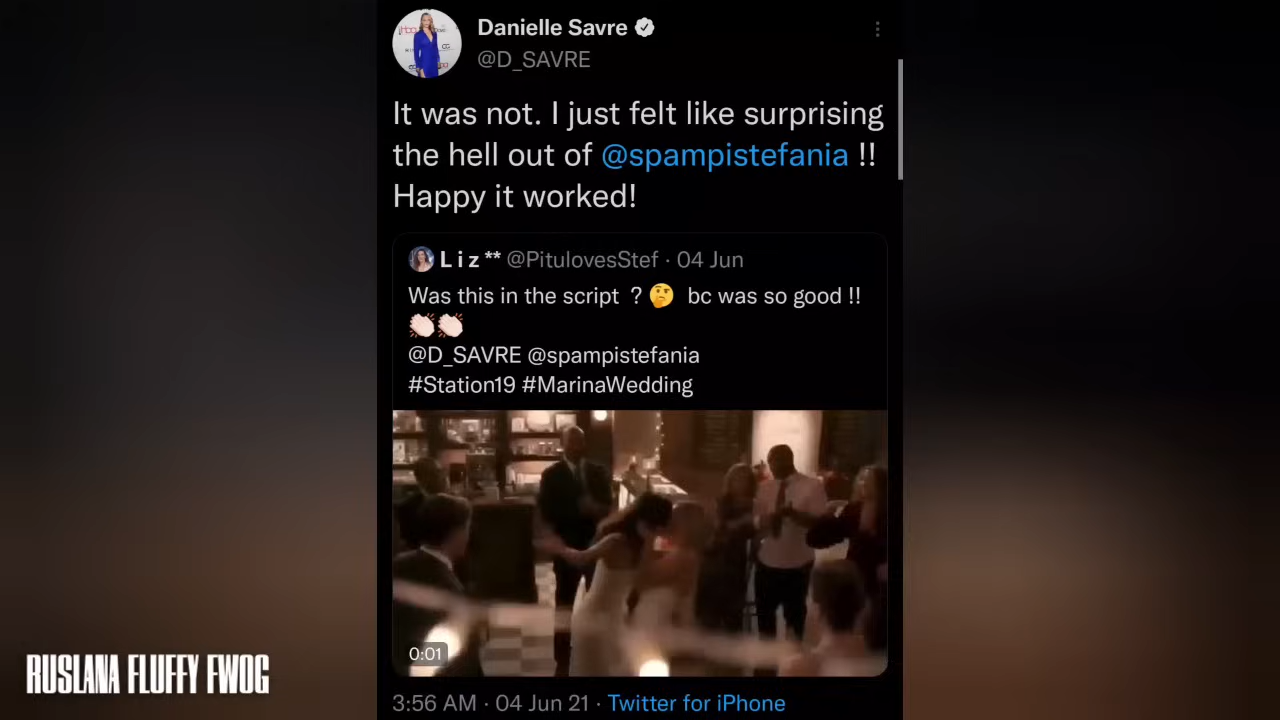 Danielle Savre
@D_SAVRE
It was not. I just felt like surprising
the hell out of @spampistefania !!
Happy it worked!
L i z ** @PitulovesStef · 04 Jun
Was this in the script ? 🤔 bc was so good !!
👏🏻👏🏻
@D_SAVRE @spampistefania
#Station19 #MarinaWedding
0:01
RUSLANA FLUFFY FWOG
3:56 AM · 04 Jun 21 · Twitter for iPhone